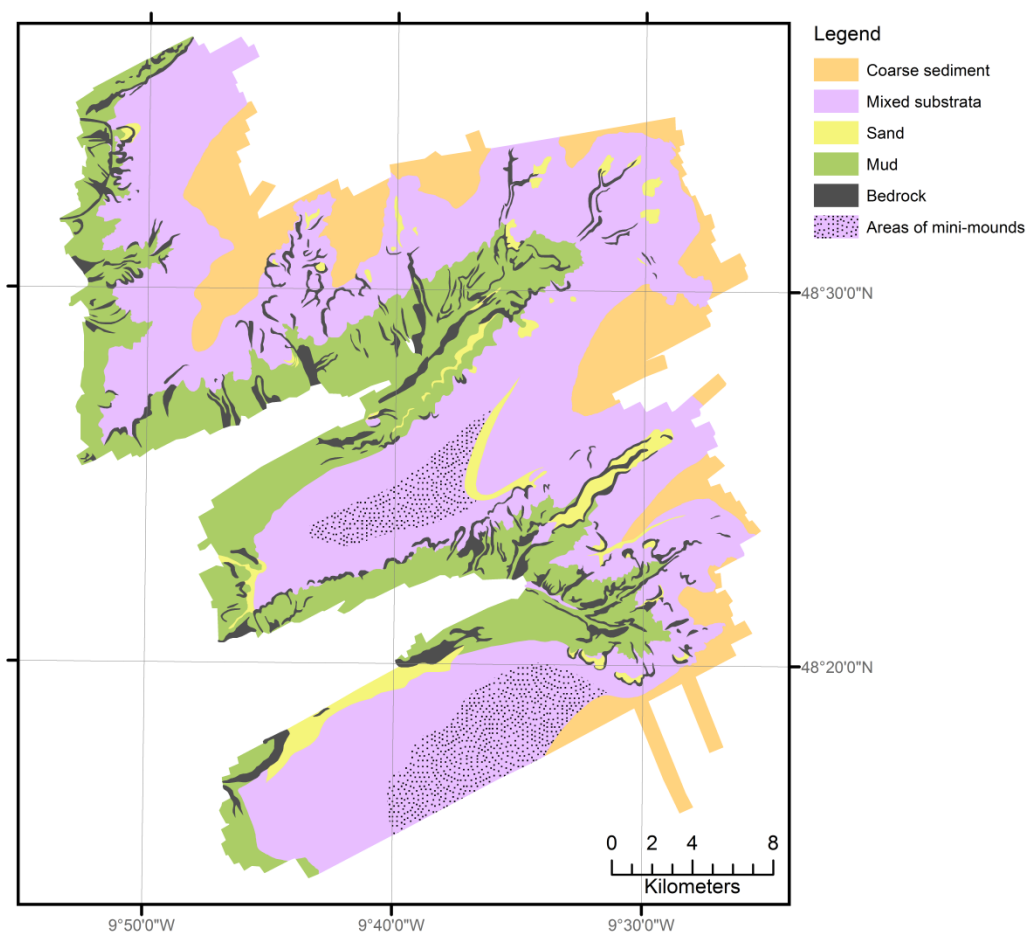 Legend
Coarse sediment
Mixed substrata
Sand
Mud
Bedrock
Areas of mini-mounds
48°30'0"N
48°20'0"N
0 2 4 8
Kilometers
9°50'0"W 9°40'0"W 9°30'0"W